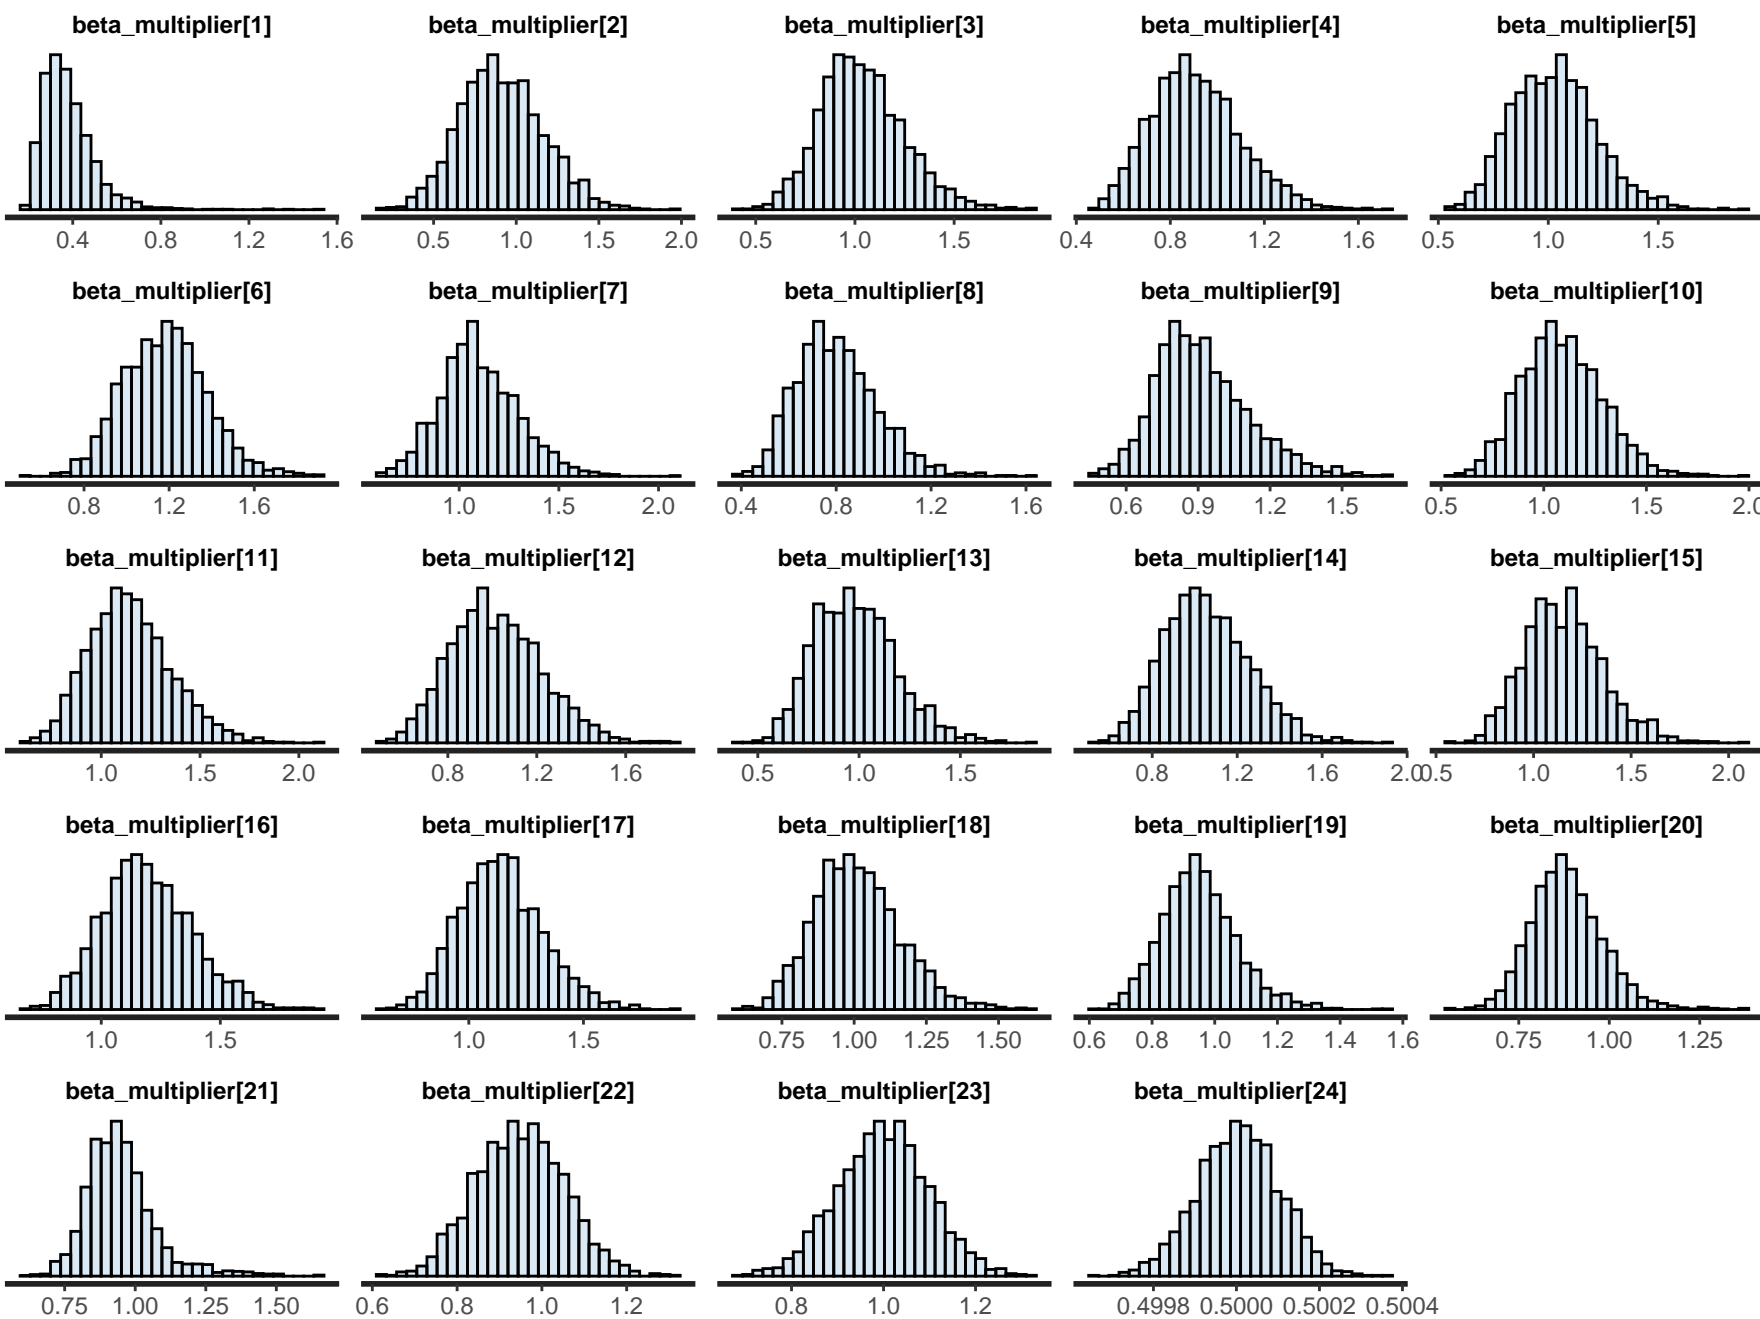 beta_multiplier[1] beta_multiplier[2] beta_multiplier[3] beta_multiplier[4] beta_multiplier[5]
0.4 0.8 1.2 1.6 0.5 1.0 1.5 2.0 0.5 1.0 1.5 0.4 0.8 1.2 1.6 0.5 1.0 1.5
beta_multiplier[6] beta_multiplier[7] beta_multiplier[8] beta_multiplier[9] beta_multiplier[10]
0.8 1.2 1.6 1.0 1.5 2.0 0.4 0.8 1.2 1.6 0.6 0.9 1.2 1.5 0.5 1.0 1.5 2.0
beta_multiplier[11] beta_multiplier[12] beta_multiplier[13] beta_multiplier[14] beta_multiplier[15]
1.0 1.5 2.0 0.8 1.2 1.6 0.5 1.0 1.5 0.8 1.2 1.6 2.0 0.5 1.0 1.5 2.0
beta_multiplier[16] beta_multiplier[17] beta_multiplier[18] beta_multiplier[19] beta_multiplier[20]
1.0 1.5 1.0 1.5 0.75 1.00 1.25 1.50 0.6 0.8 1.0 1.2 1.4 1.6 0.75 1.00 1.25
beta_multiplier[21] beta_multiplier[22] beta_multiplier[23] beta_multiplier[24]
0.75 1.00 1.25 1.50 0.6 0.8 1.0 1.2 0.8 1.0 1.2 0.4998 0.5000 0.5002 0.5004